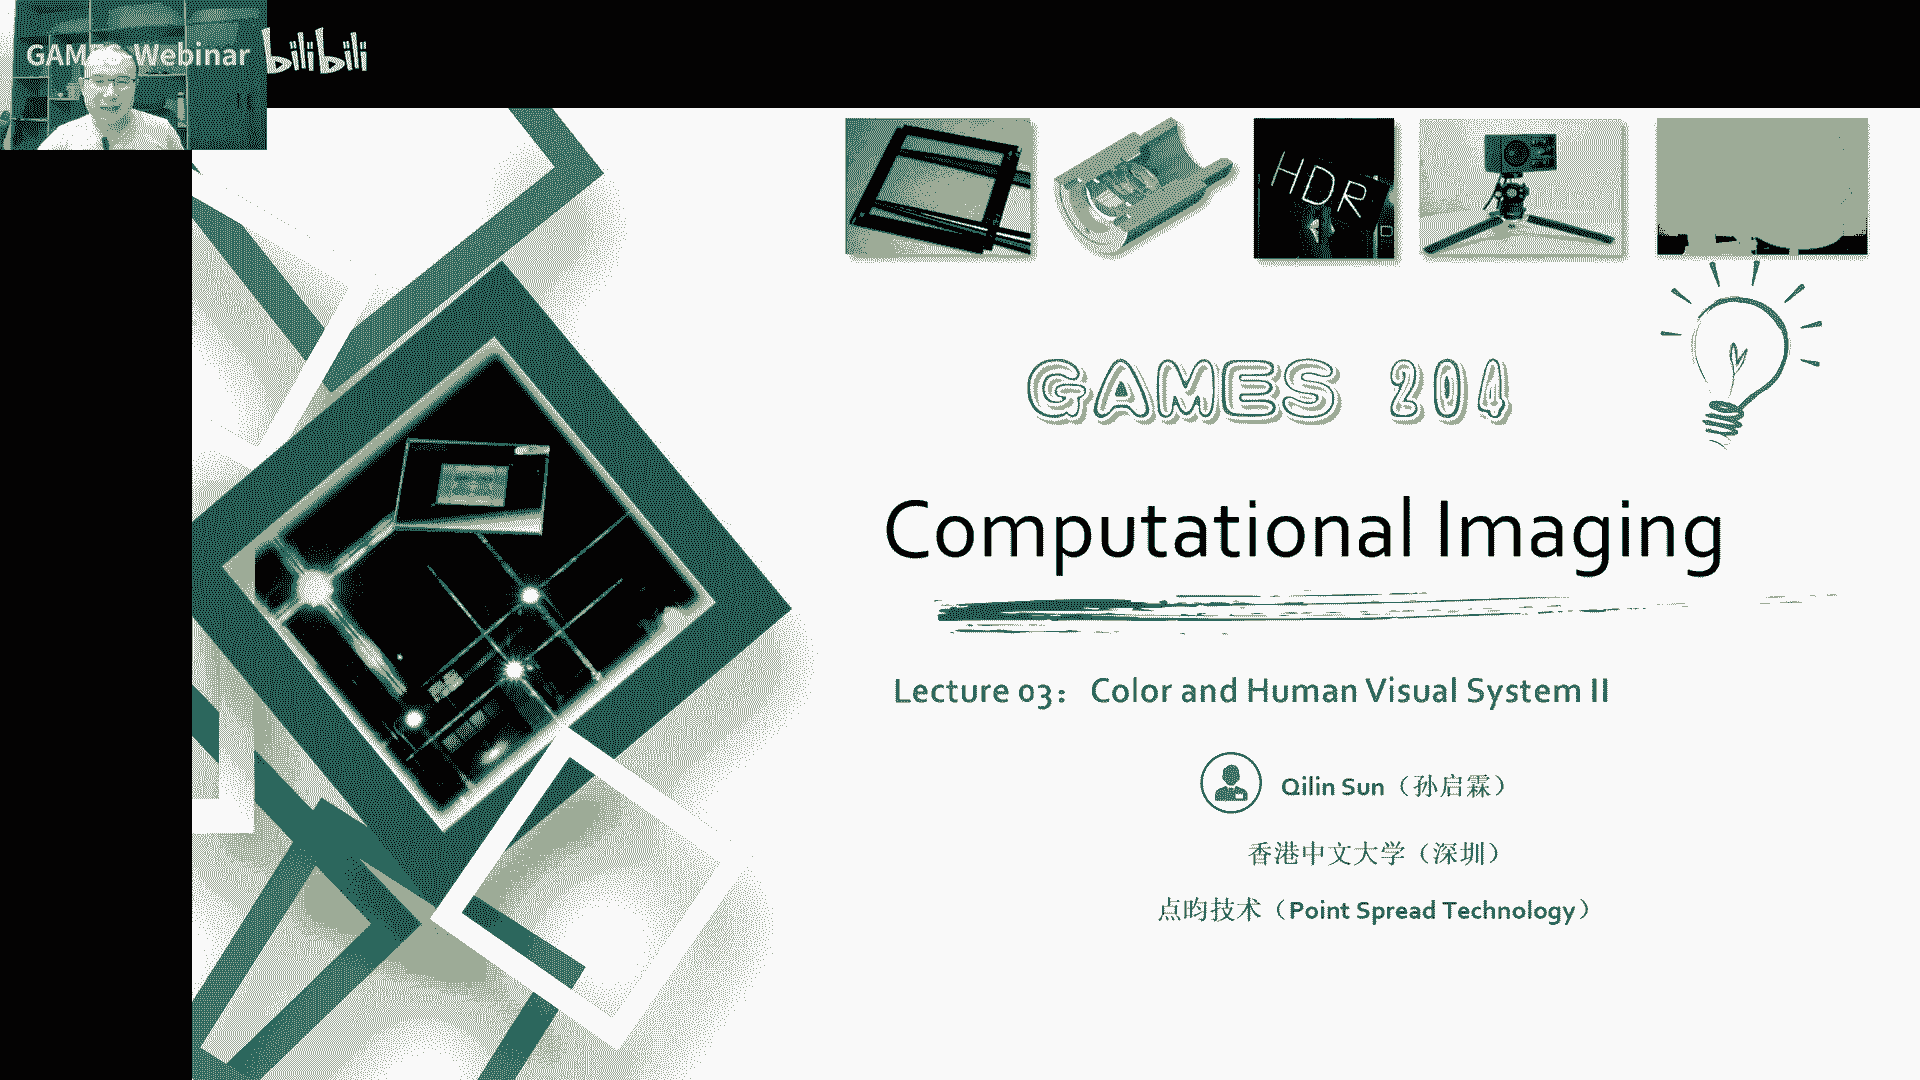 GAMES-Webinar
bilibili
HDR
GAMES 204
Computational Imaging
Lecture 03： Color and Human Visual System II
Qilin Sun（孙启霖）
香港中文大学（深圳）
点昀技术（Point Spread Technology）